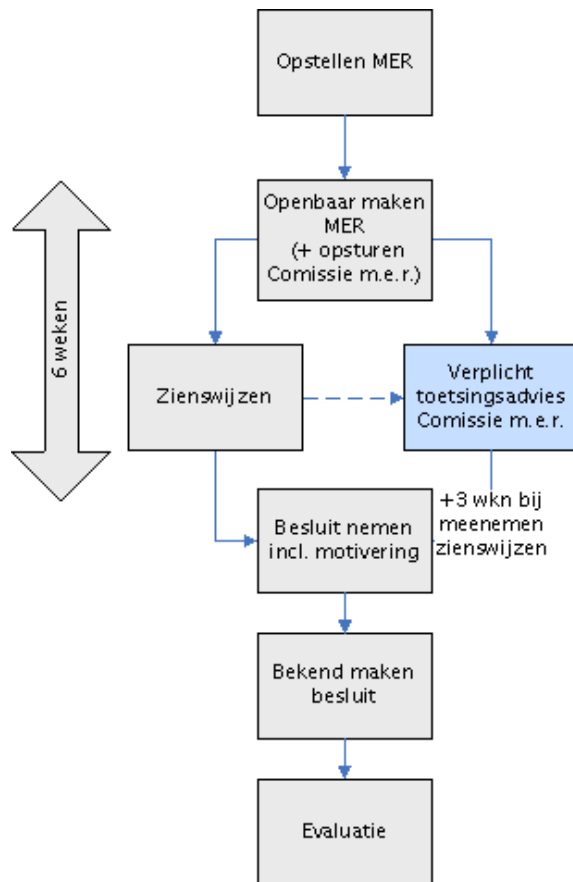 Opstellen MER
Openbaar maken
MER
(+ opsturen
Comissie m.e.r.)
6 weken
Zienswijzen
Verplicht
toetsingsadvies
Comissie m.e.r.
+3 wkn bij
meenemen
zienswijzen
Besluit nemen
incl. motivering
Bekend maken
besluit
Evaluatie